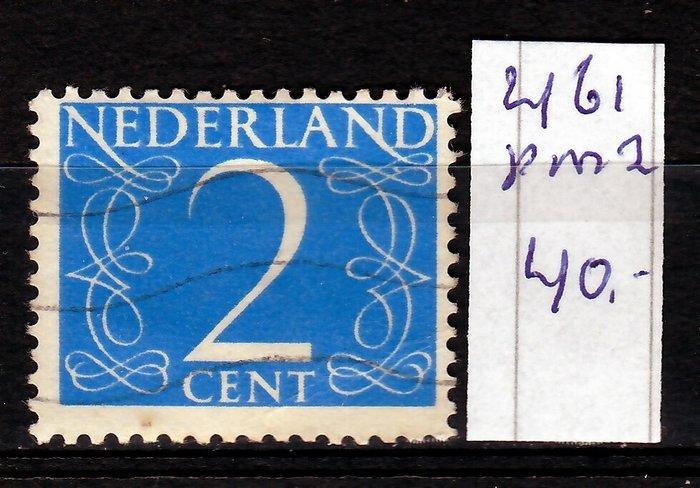 NEDERLAND
2
CENT
461
pm2
40,-